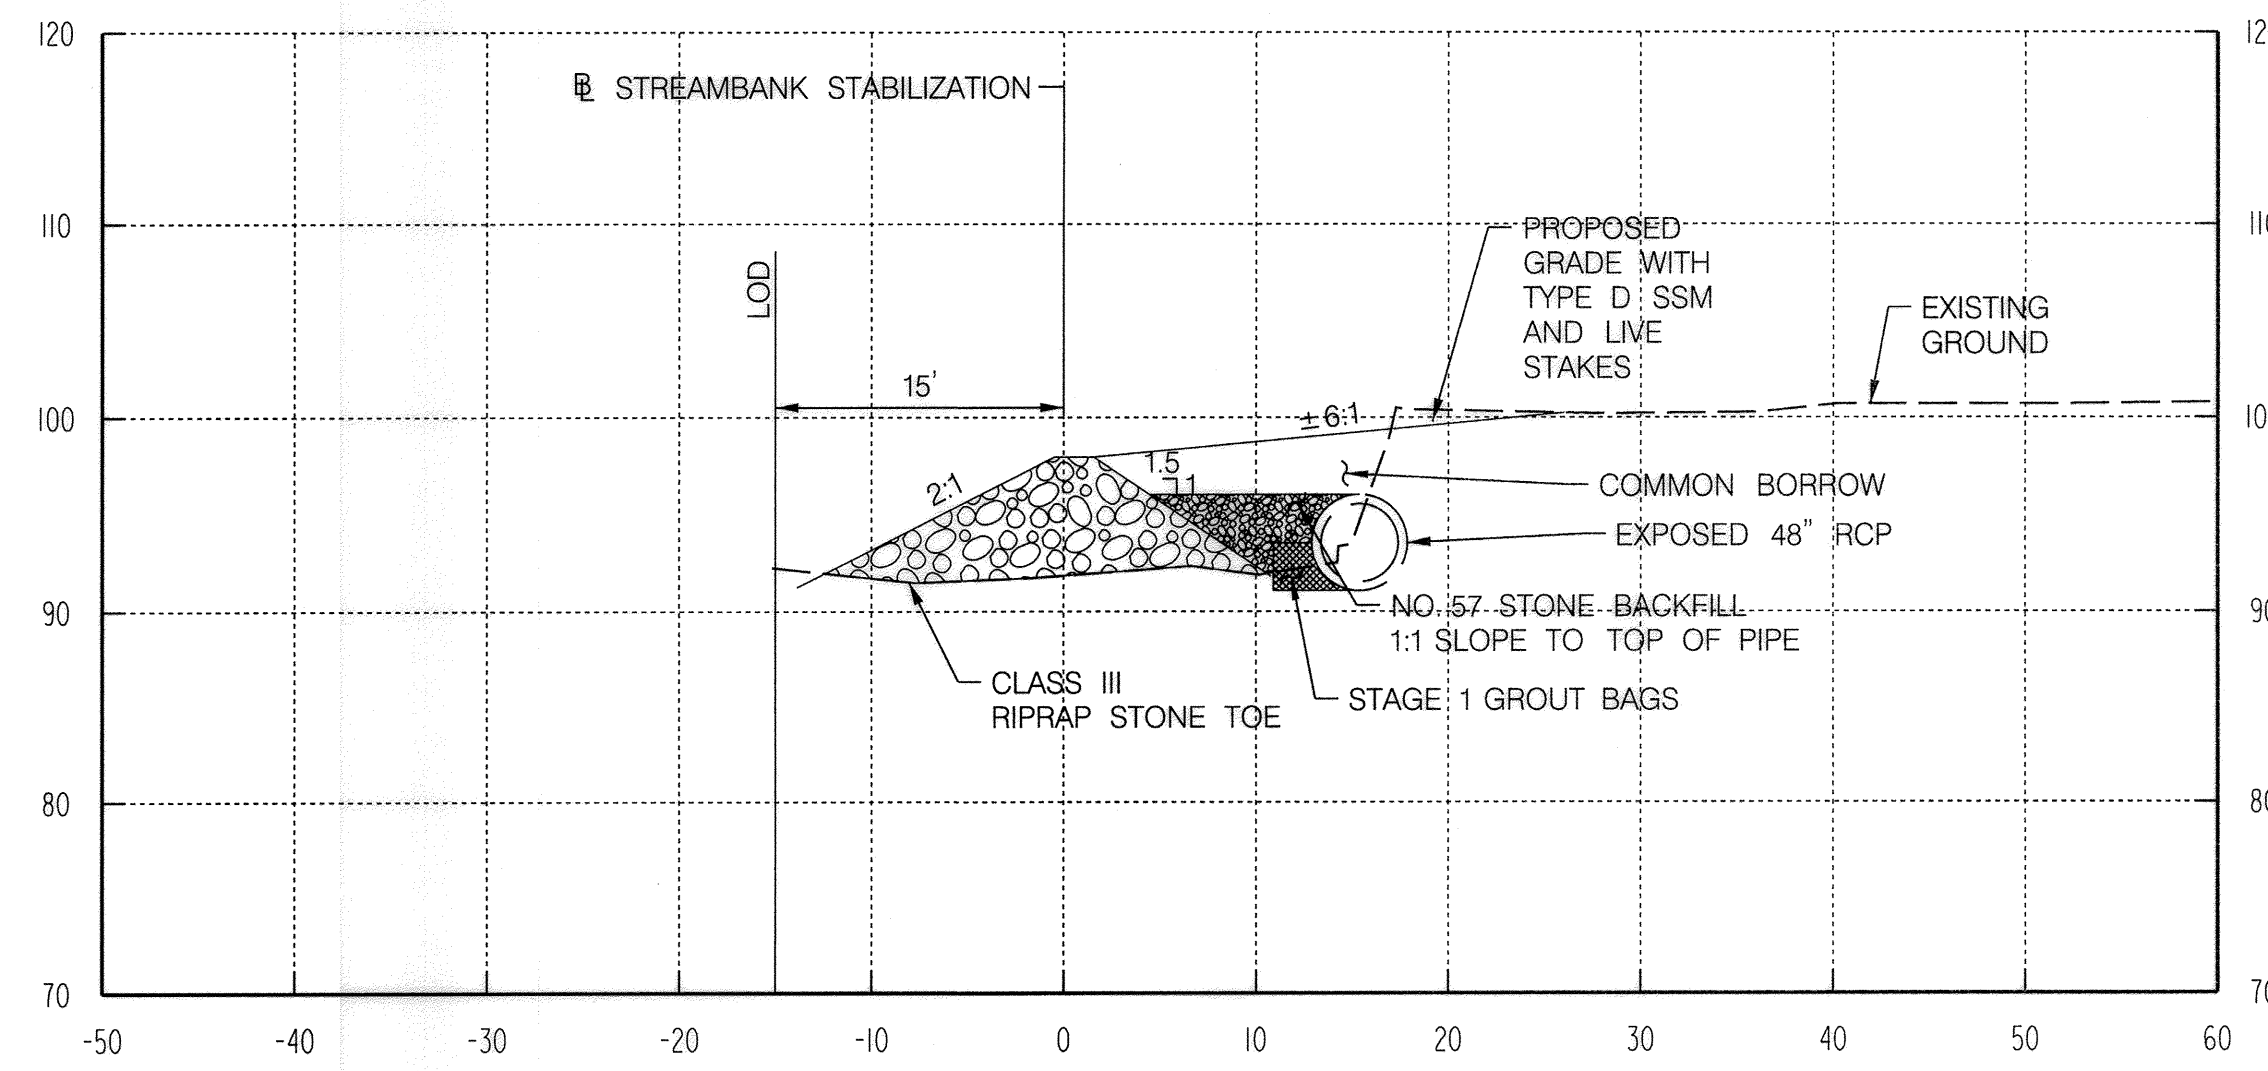 120
BL STREAMBANK STABILIZATION
110
LOD
PROPOSED
GRADE WITH
TYPE D SSM
AND LIVE
STAKES
EXISTING
GROUND
15'
100
± 6:1
2:1
1.5
1
COMMON BORROW
EXPOSED 48" RCP
90
NO. 57 STONE BACKFILL
1:1 SLOPE TO TOP OF PIPE
CLASS III
RIPRAP STONE TOE
STAGE 1 GROUT BAGS
80
70
-50 -40 -30 -20 -10 0 10 20 30 40 50 60